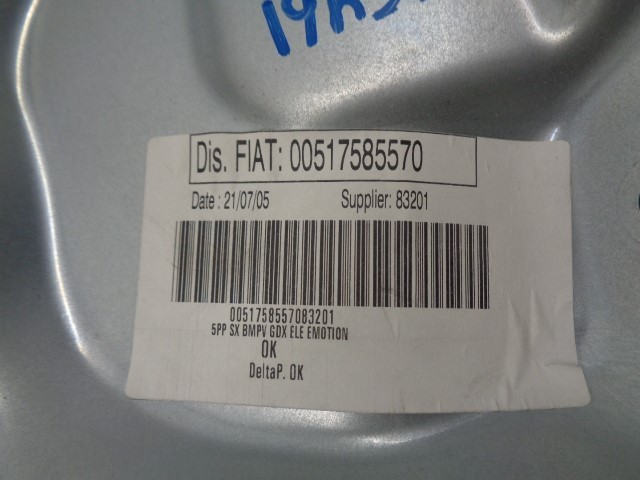 Dis. FIAT: 00517585570
Date : 21/07/05 Supplier: 83201
0051758557083201
5PP SX BMPV GDX ELE EMOTION
OK
DeltaP. OK